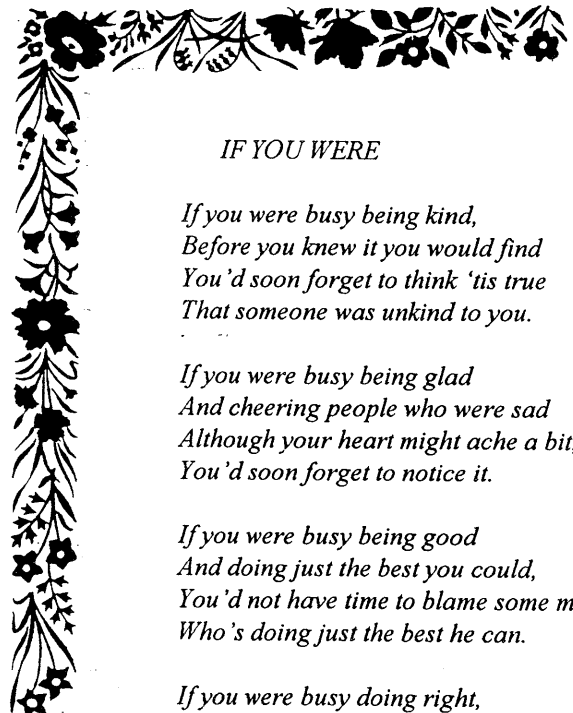 IF YOU WERE
If you were busy being kind,
Before you knew it you would find
You'd soon forget to think ‘tis true
That someone was unkind to you.
If you were busy being glad
And cheering people who were sad
Although your heart might ache a bit,
You'd soon forget to notice it.
If you were busy being good
And doing just the best you could,
You'd not have time to blame some
Who's doing just the best he can.
If you were busy doing right,